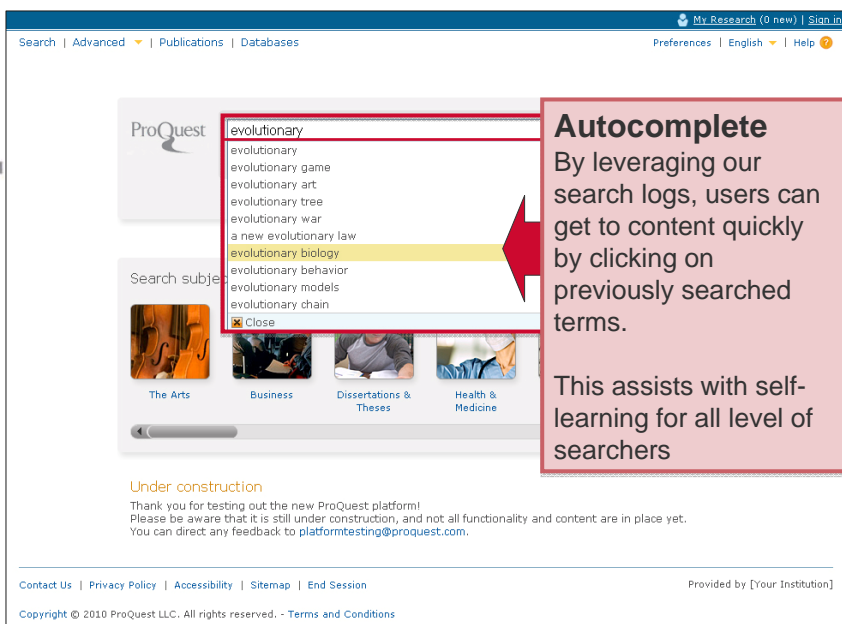 My Research (0 new) | Sign in
Search | Advanced | Publications | Databases
Preferences | English | Help ?
ProQuest
evolutionary
evolutionary
evolutionary game
evolutionary art
evolutionary tree
evolutionary war
a new evolutionary law
evolutionary biology
evolutionary behavior
evolutionary models
evolutionary chain
Close
Autocomplete
By leveraging our
search logs, users can
get to content quickly
by clicking on
previously searched
terms.
This assists with self-
learning for all level of
searchers
Search subje
The Arts
Business
Dissertations &
Theses
Health &
Medicine
Under construction
Thank you for testing out the new ProQuest platform!
Please be aware that it is still under construction, and not all functionality and content are in place yet.
You can direct any feedback to platformtesting@proquest.com.
Contact Us | Privacy Policy | Accessibility | Sitemap | End Session
Provided by [Your Institution]
Copyright © 2010 ProQuest LLC. All rights reserved. - Terms and Conditions